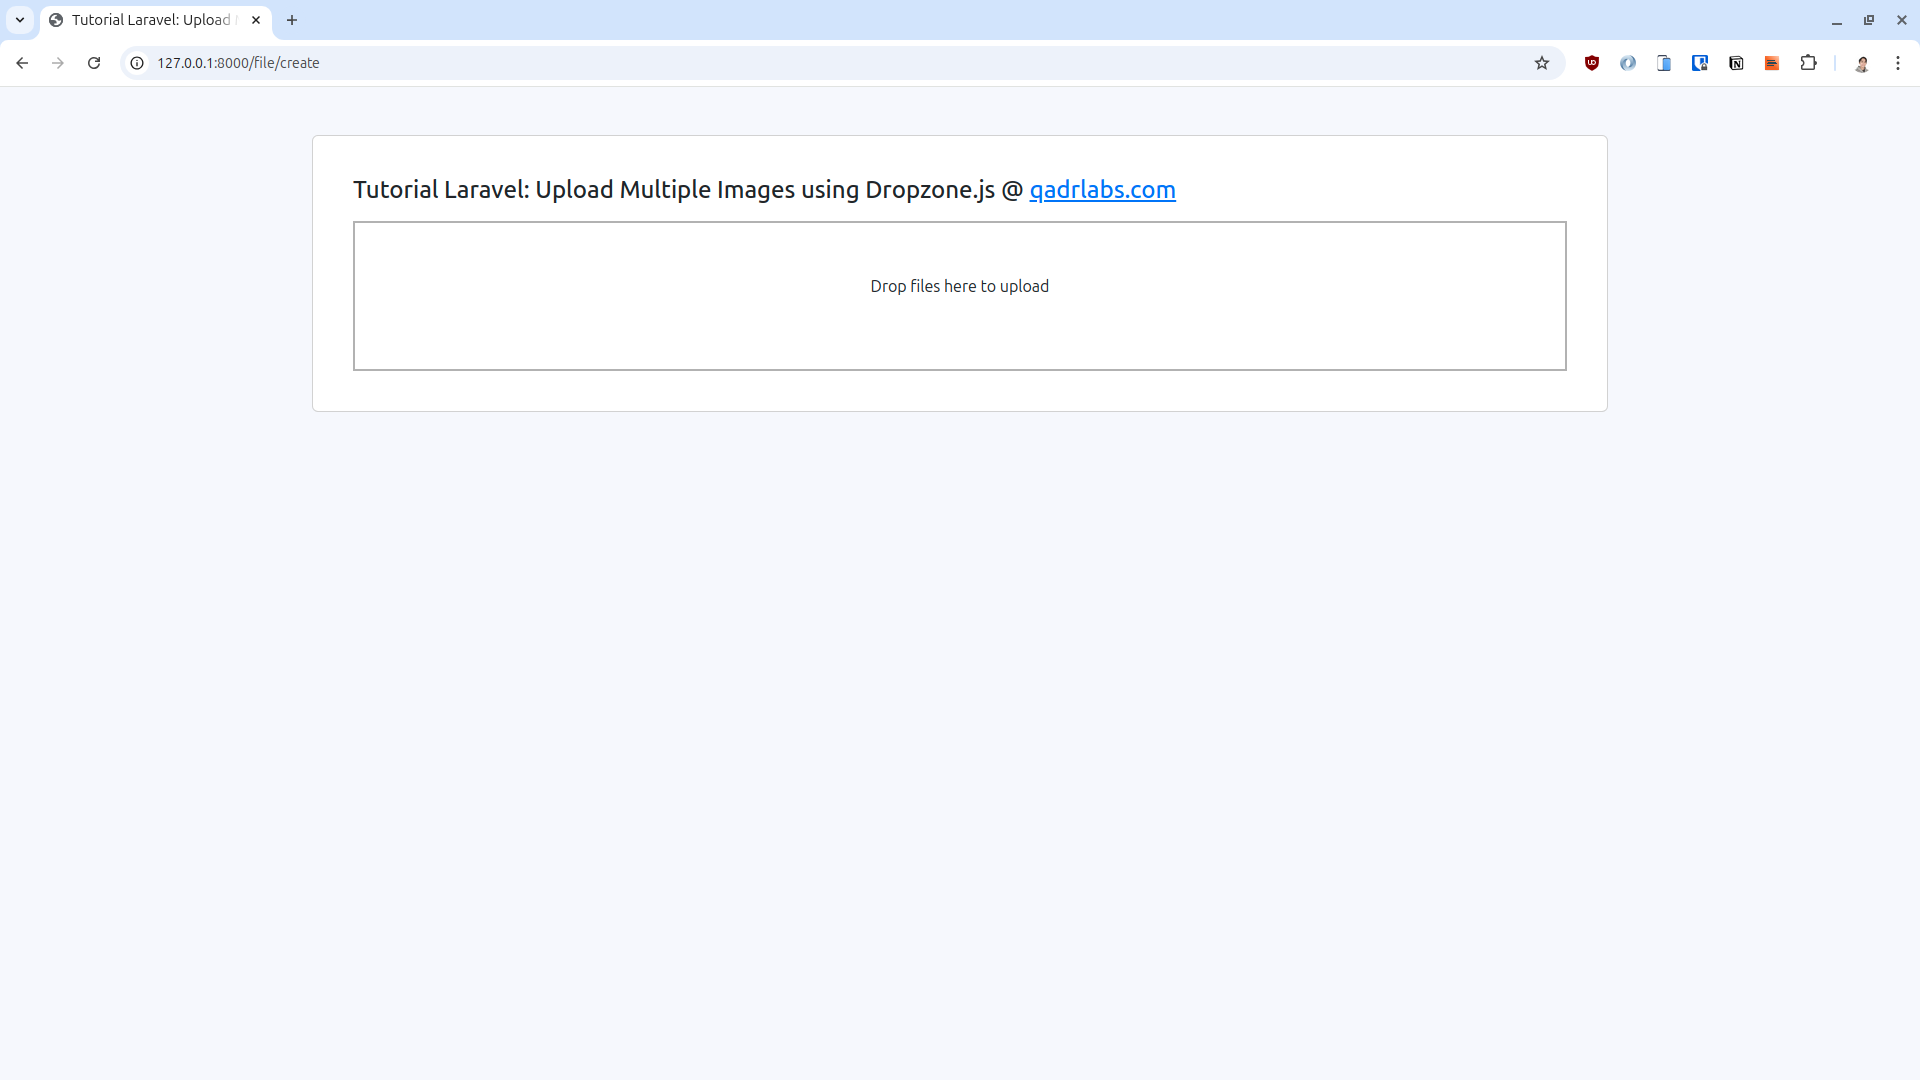 Tutorial Laravel: Upload
127.0.0.1:8000/file/create
Tutorial Laravel: Upload Multiple Images using Dropzone.js @ qadrlabs.com
Drop files here to upload